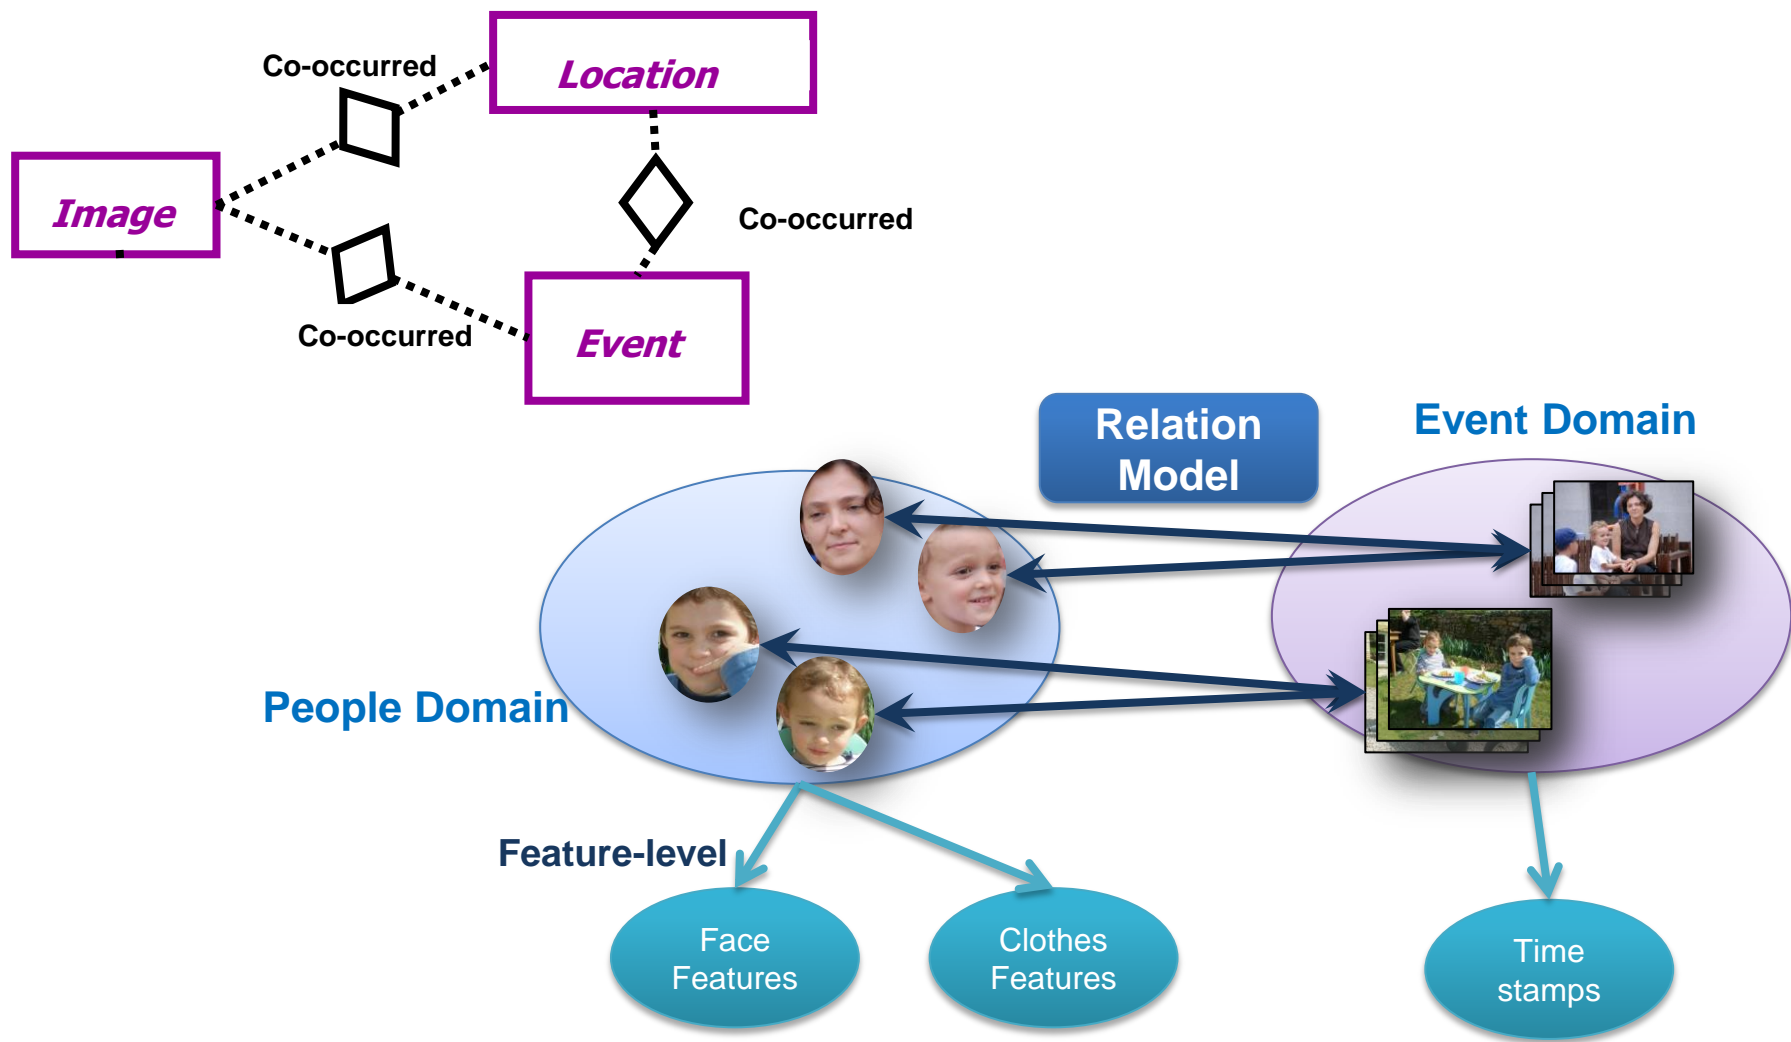 Co-occurred
Location
Image
Co-occurred
Co-occurred
Event
Relation
Model
Event Domain
People Domain
Feature-level
Face
Features
Clothes
Features
Time
stamps